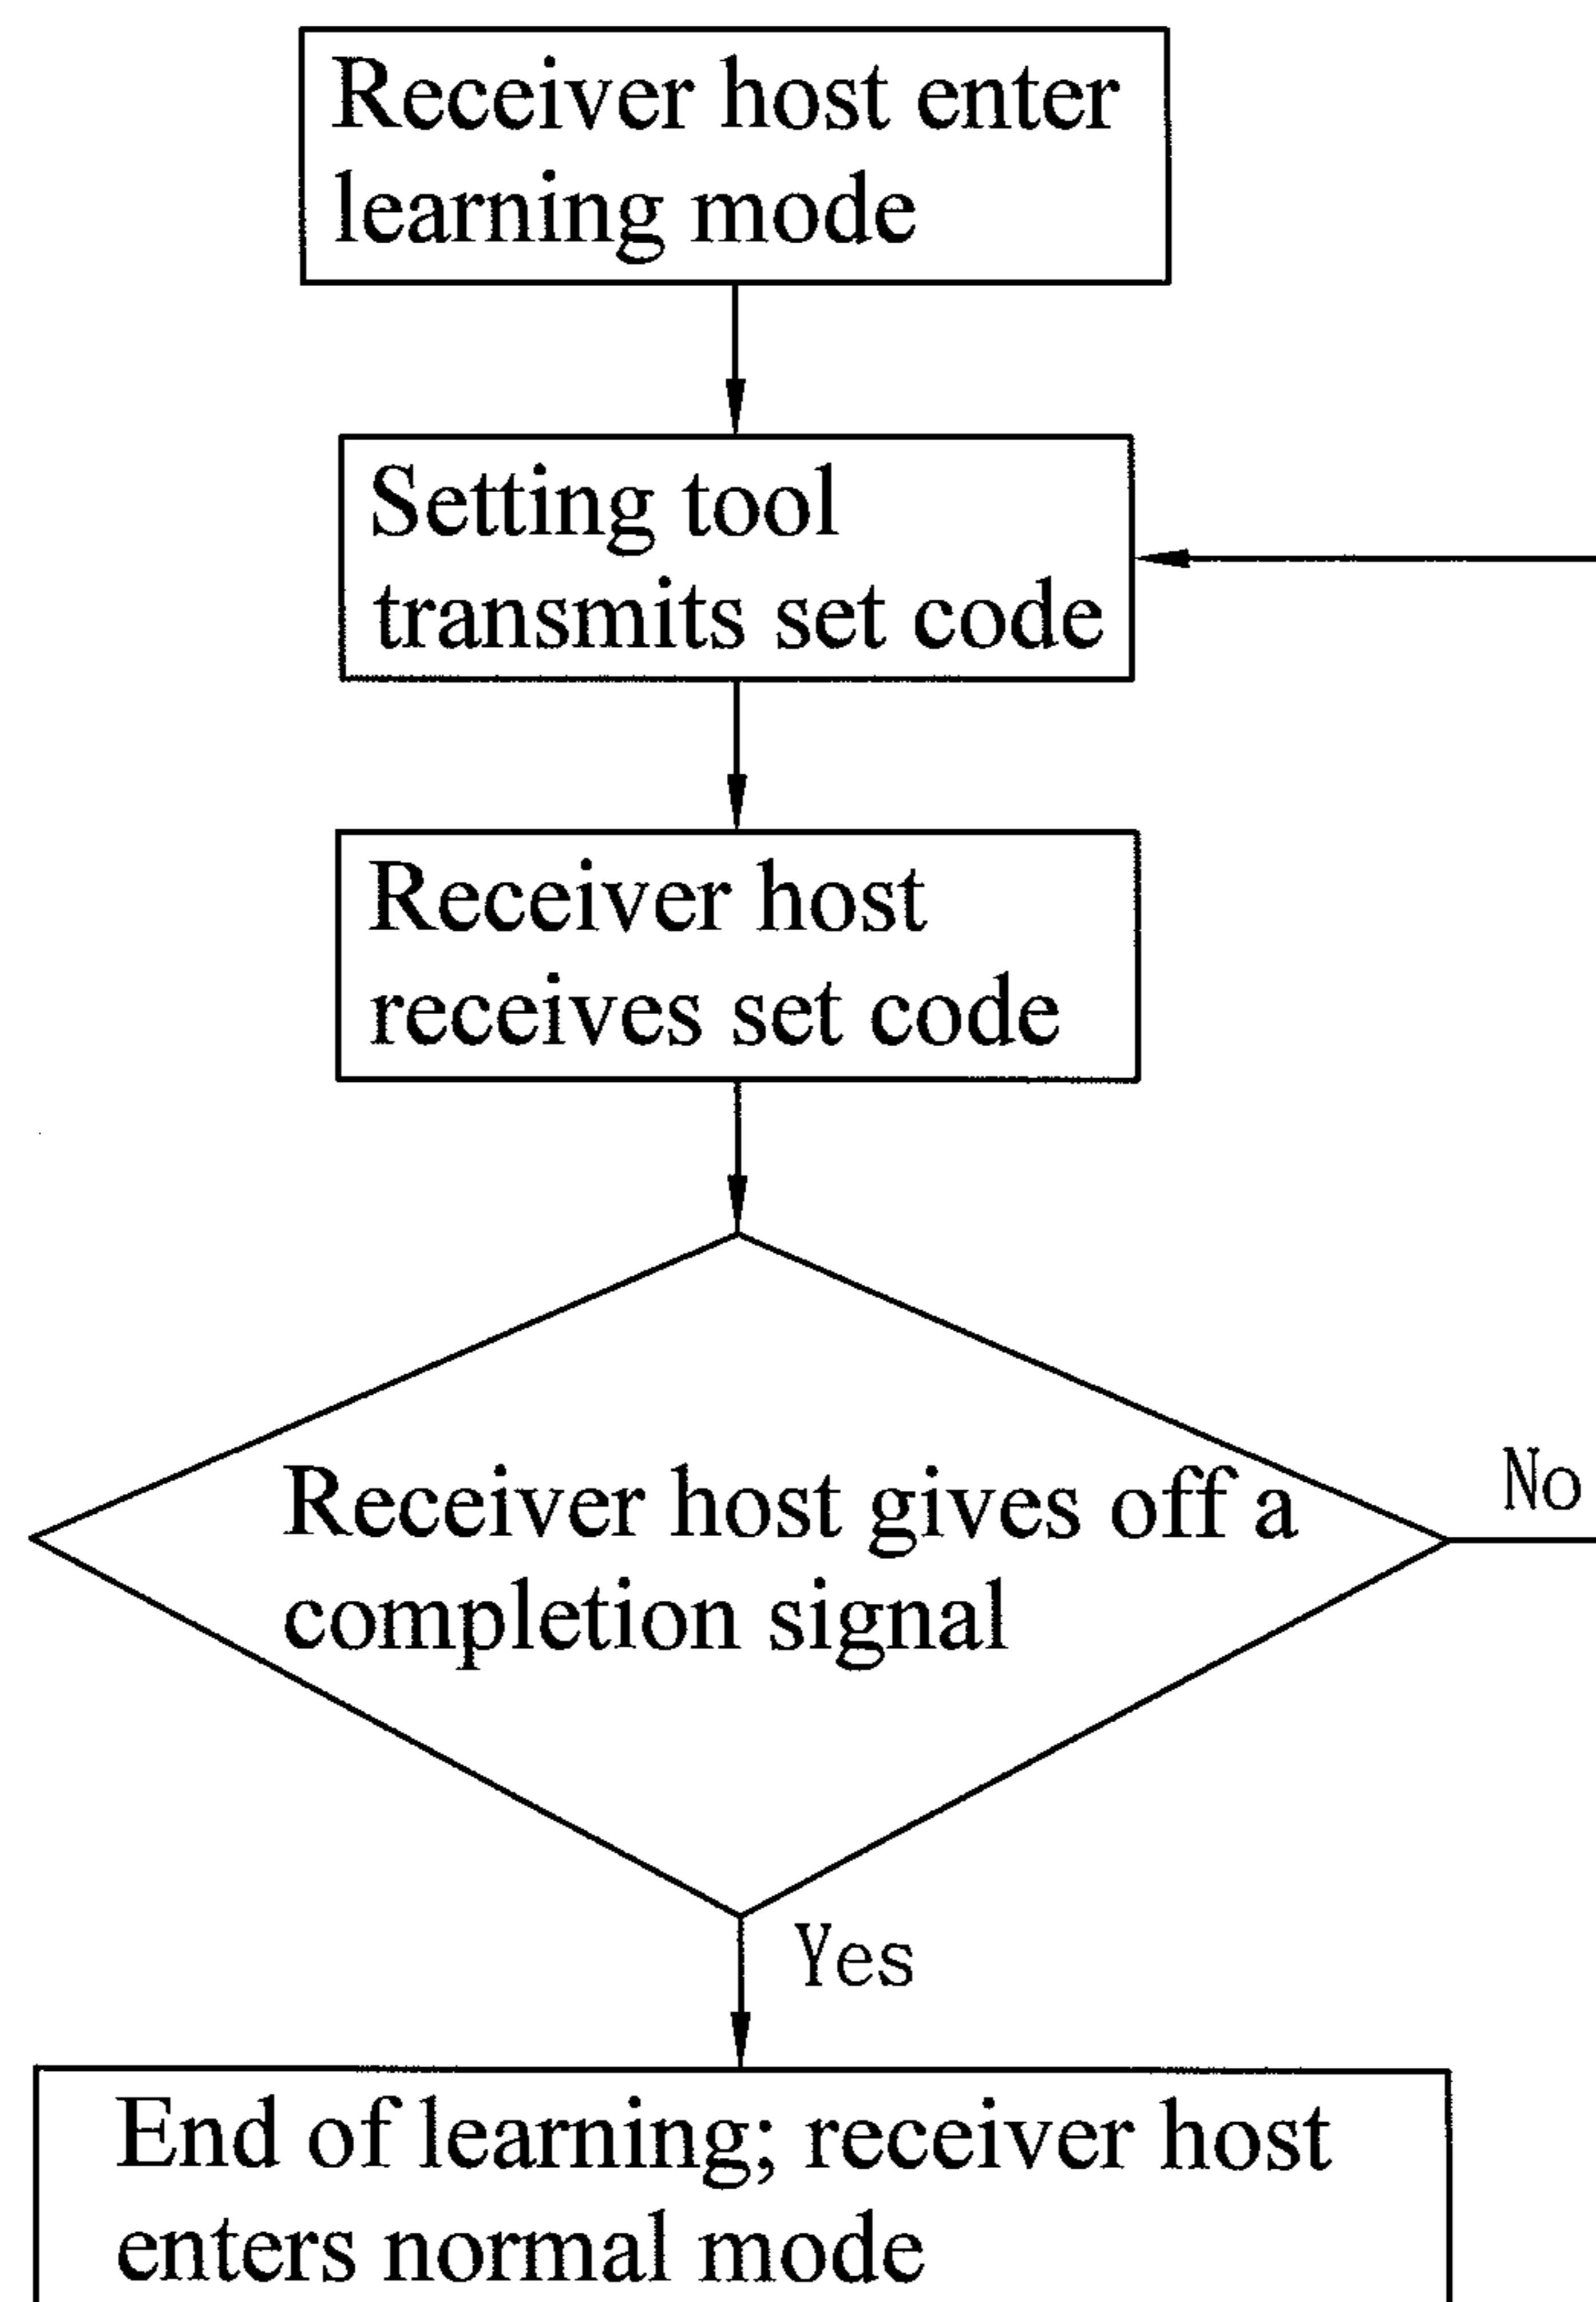 Receiver host enter
learning mode
Setting tool
transmits set code
Receiver host
receives set code
Receiver host gives off a
completion signal
No
Yes
End of learning; receiver host
enters normal mode